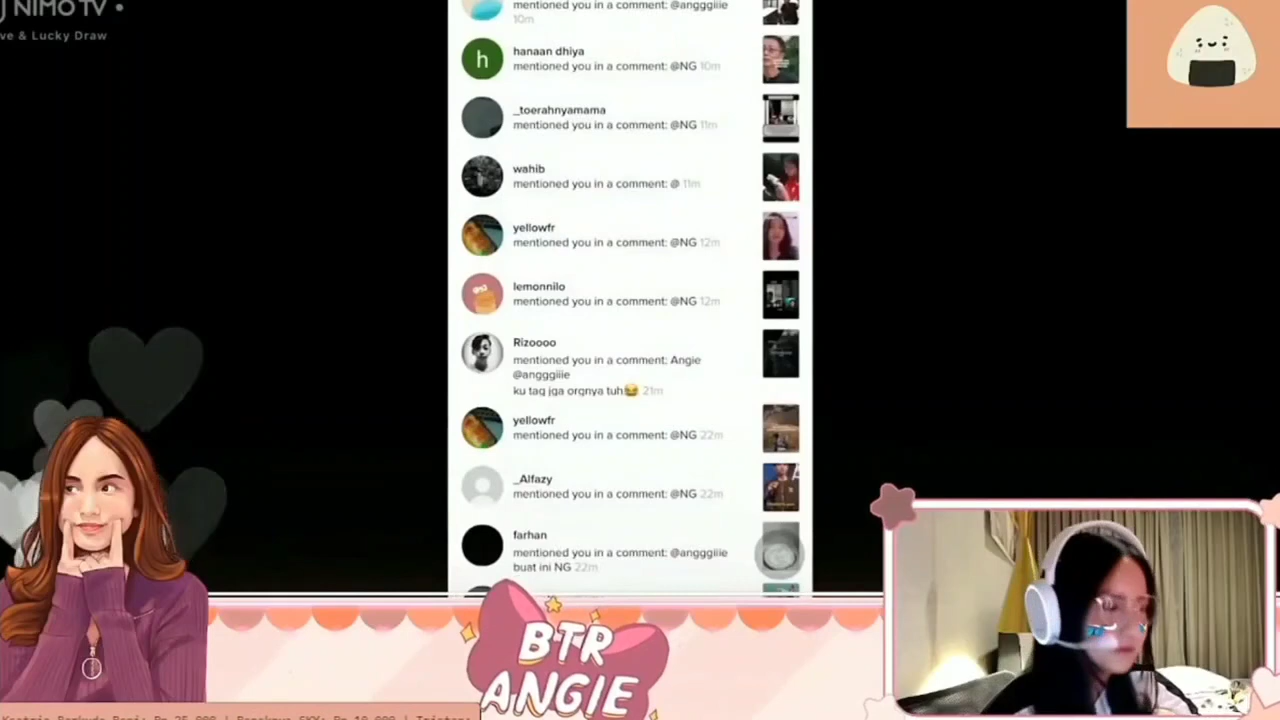 NIMO TV •
ve & Lucky Draw
mentioned you in a comment: @angggiiie
10m
h
hanaan dhiya
mentioned you in a comment: @NG 10m
_toerahnyamama
mentioned you in a comment: @NG 11m
wahib
mentioned you in a comment: @ 11m
yellowfr
mentioned you in a comment: @NG 12m
lemonnilo
mentioned you in a comment: @NG 12m
Rizoooo
mentioned you in a comment: Angie
@angggiiie
ku tag jga orgnya tuh😂 21m
yellowfr
mentioned you in a comment: @NG 22m
_Alfazy
mentioned you in a comment: @NG 22m
farhan
mentioned you in a comment: @angggiiie
buat ini NG 22m
BTR
ANGIE